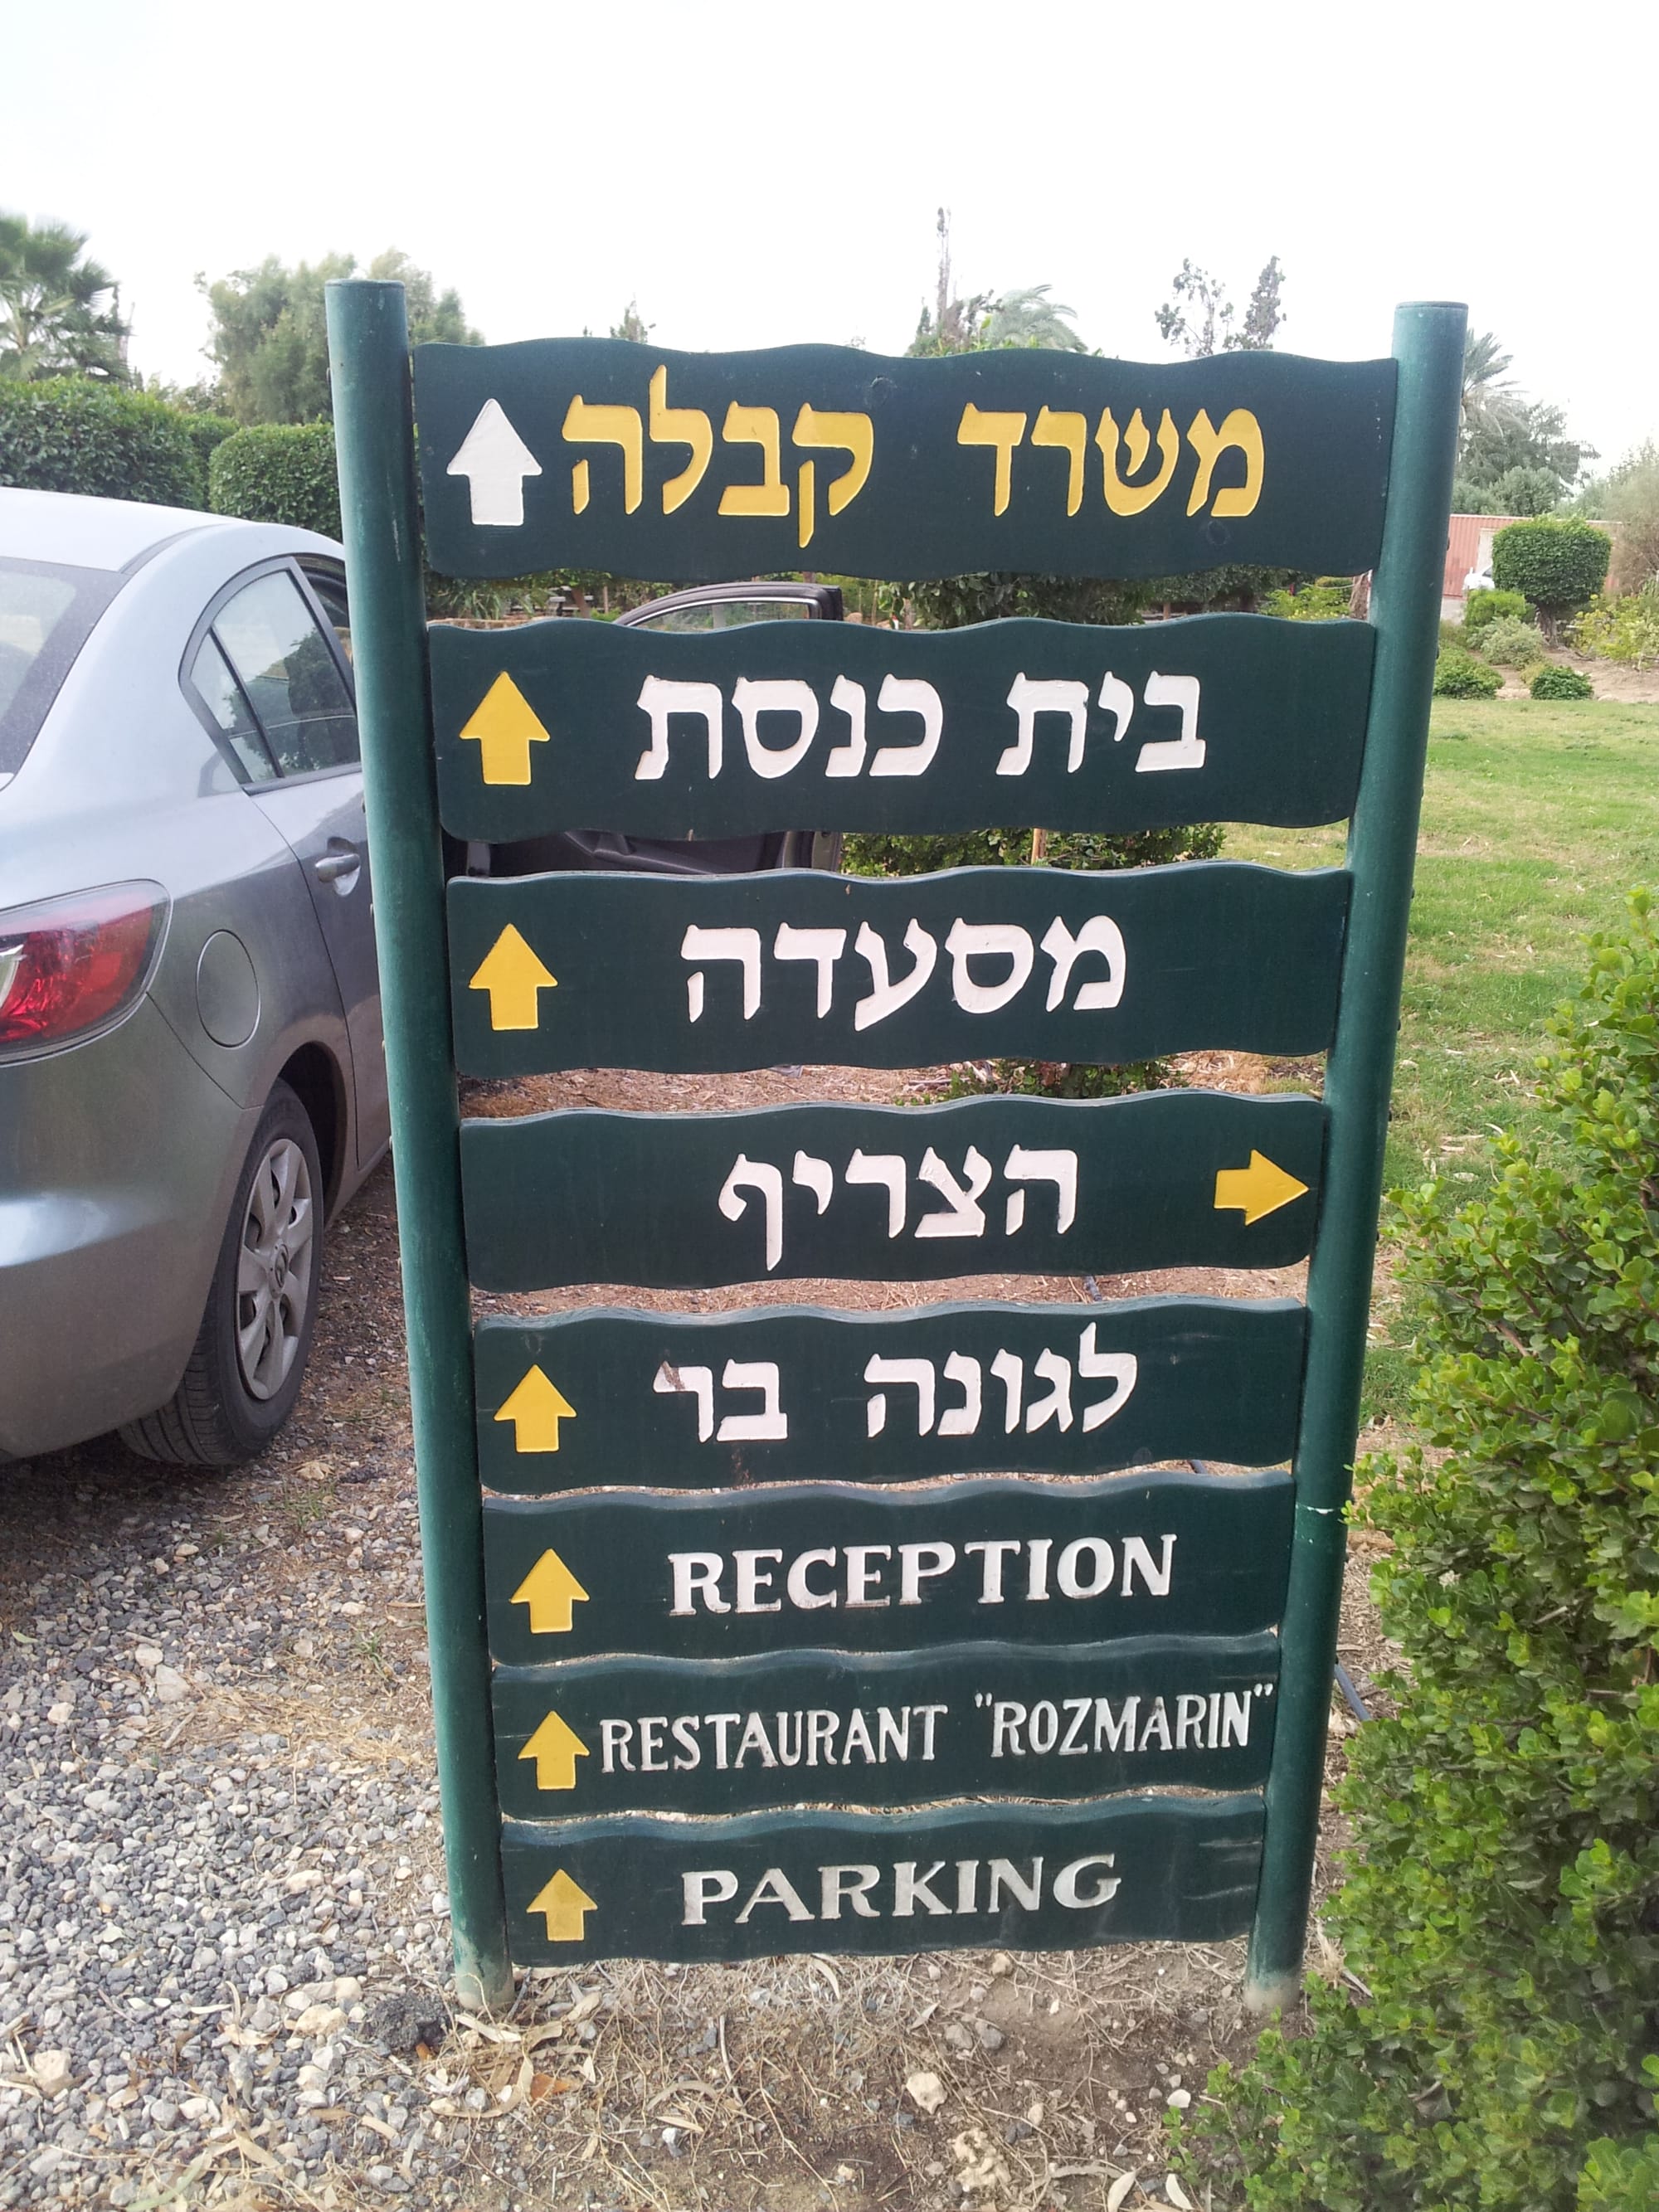 משרד קבלה
בית כנסת
מסעדה
הצריף
לגונה בר
RECEPTION
RESTAURANT "ROZMARIN"
PARKING